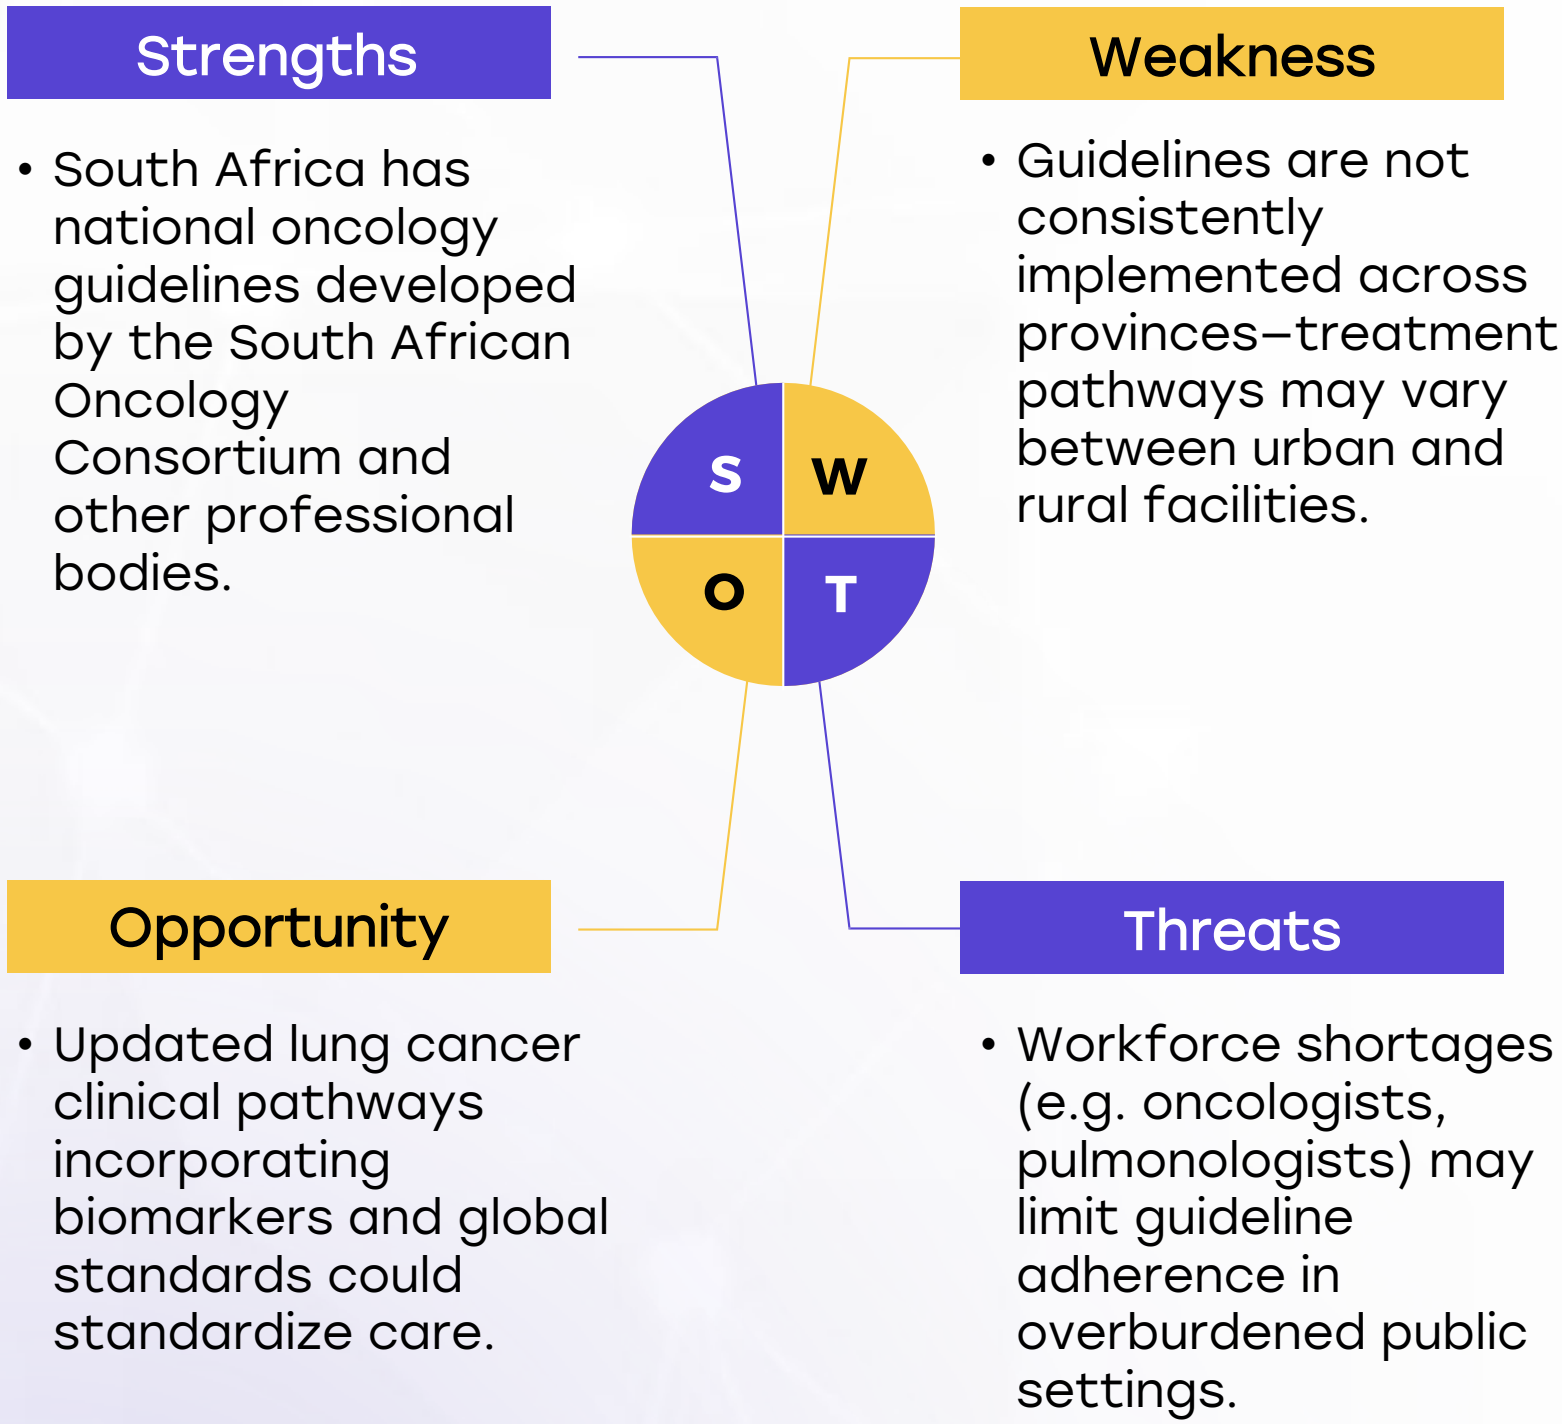 Strengths
• South Africa has
national oncology
guidelines developed
by the South African
Oncology
Consortium and
other professional
bodies.
Weakness
• Guidelines are not
consistently
implemented across
provinces—treatment
pathways may vary
between urban and
rural facilities.
S
W
O
T
Opportunity
• Updated lung cancer
clinical pathways
incorporating
biomarkers and global
standards could
standardize care.
Threats
• Workforce shortages
(e.g. oncologists,
pulmonologists) may
limit guideline
adherence in
overburdened public
settings.